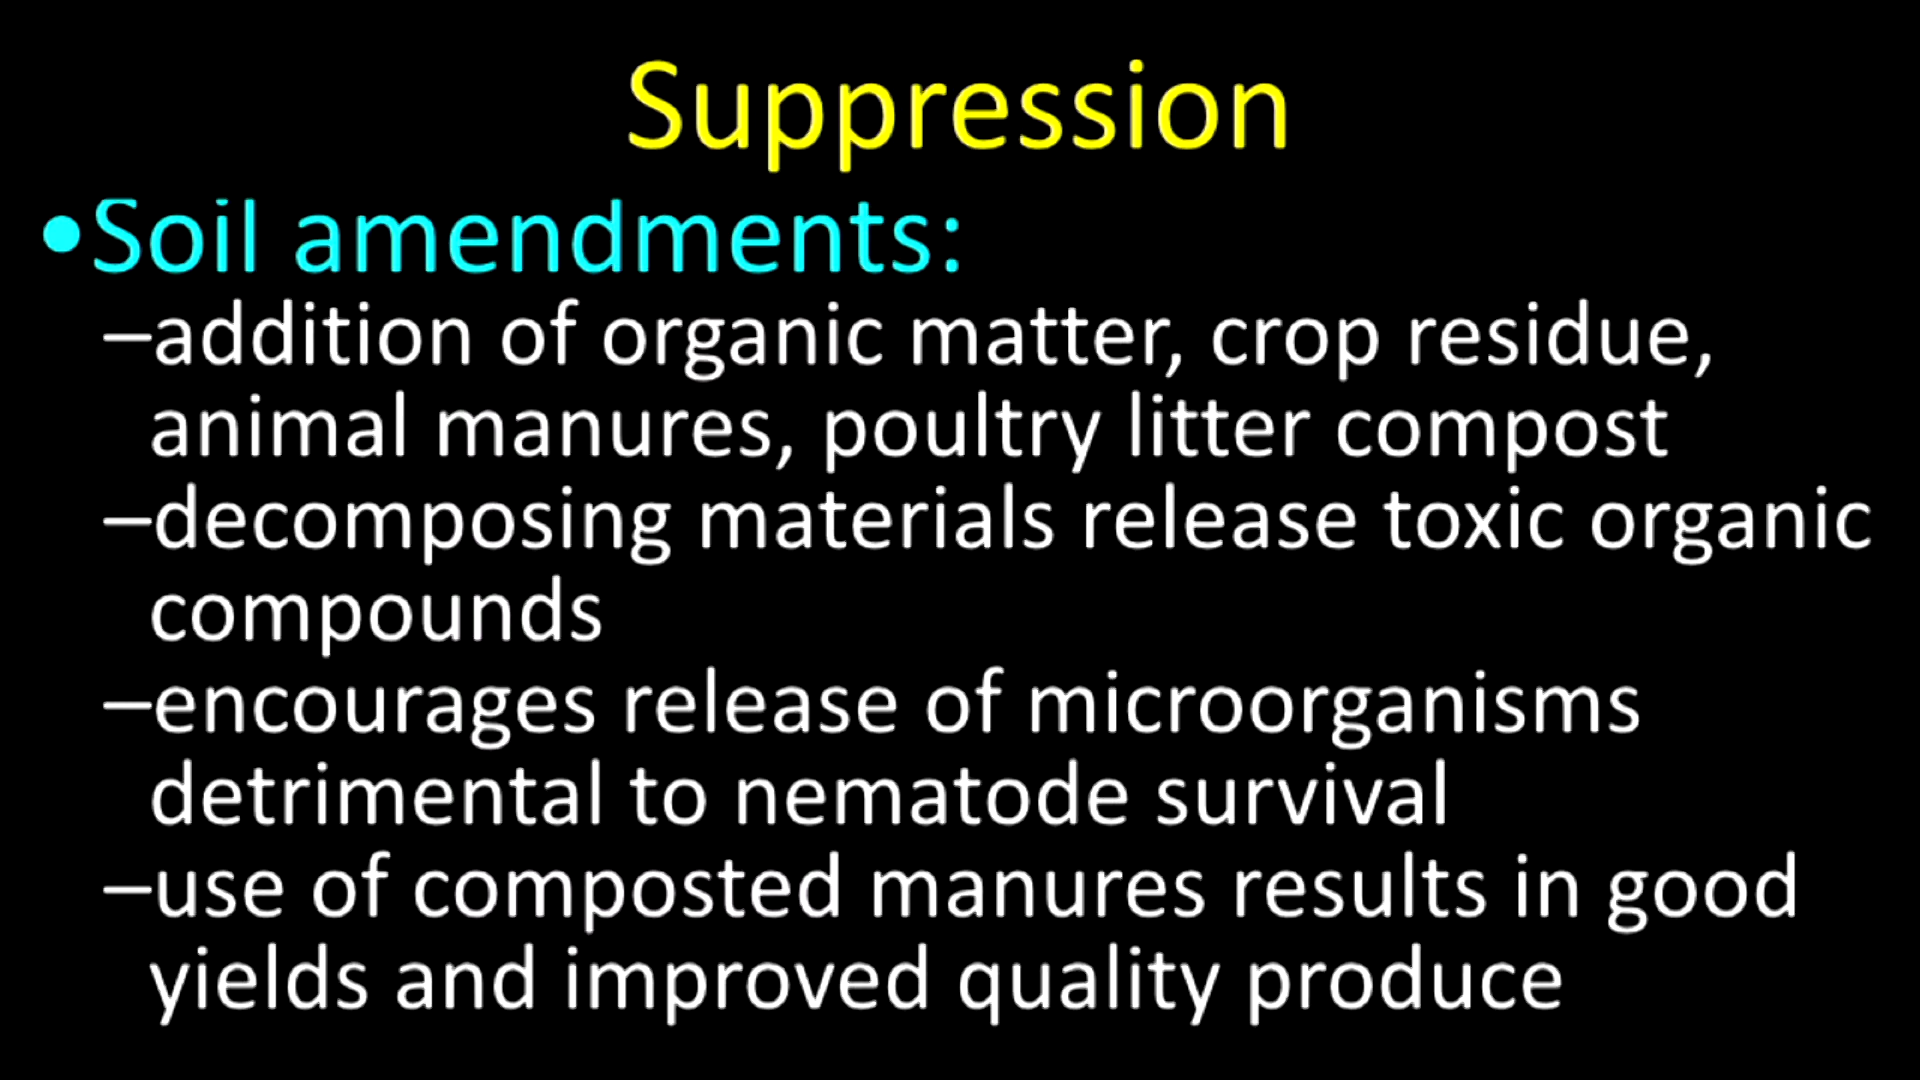 Suppression
•Soil amendments:
–addition of organic matter, crop residue,
animal manures, poultry litter compost
–decomposing materials release toxic organic
compounds
–encourages release of microorganisms
detrimental to nematode survival
–use of composted manures results in good
yields and improved quality produce